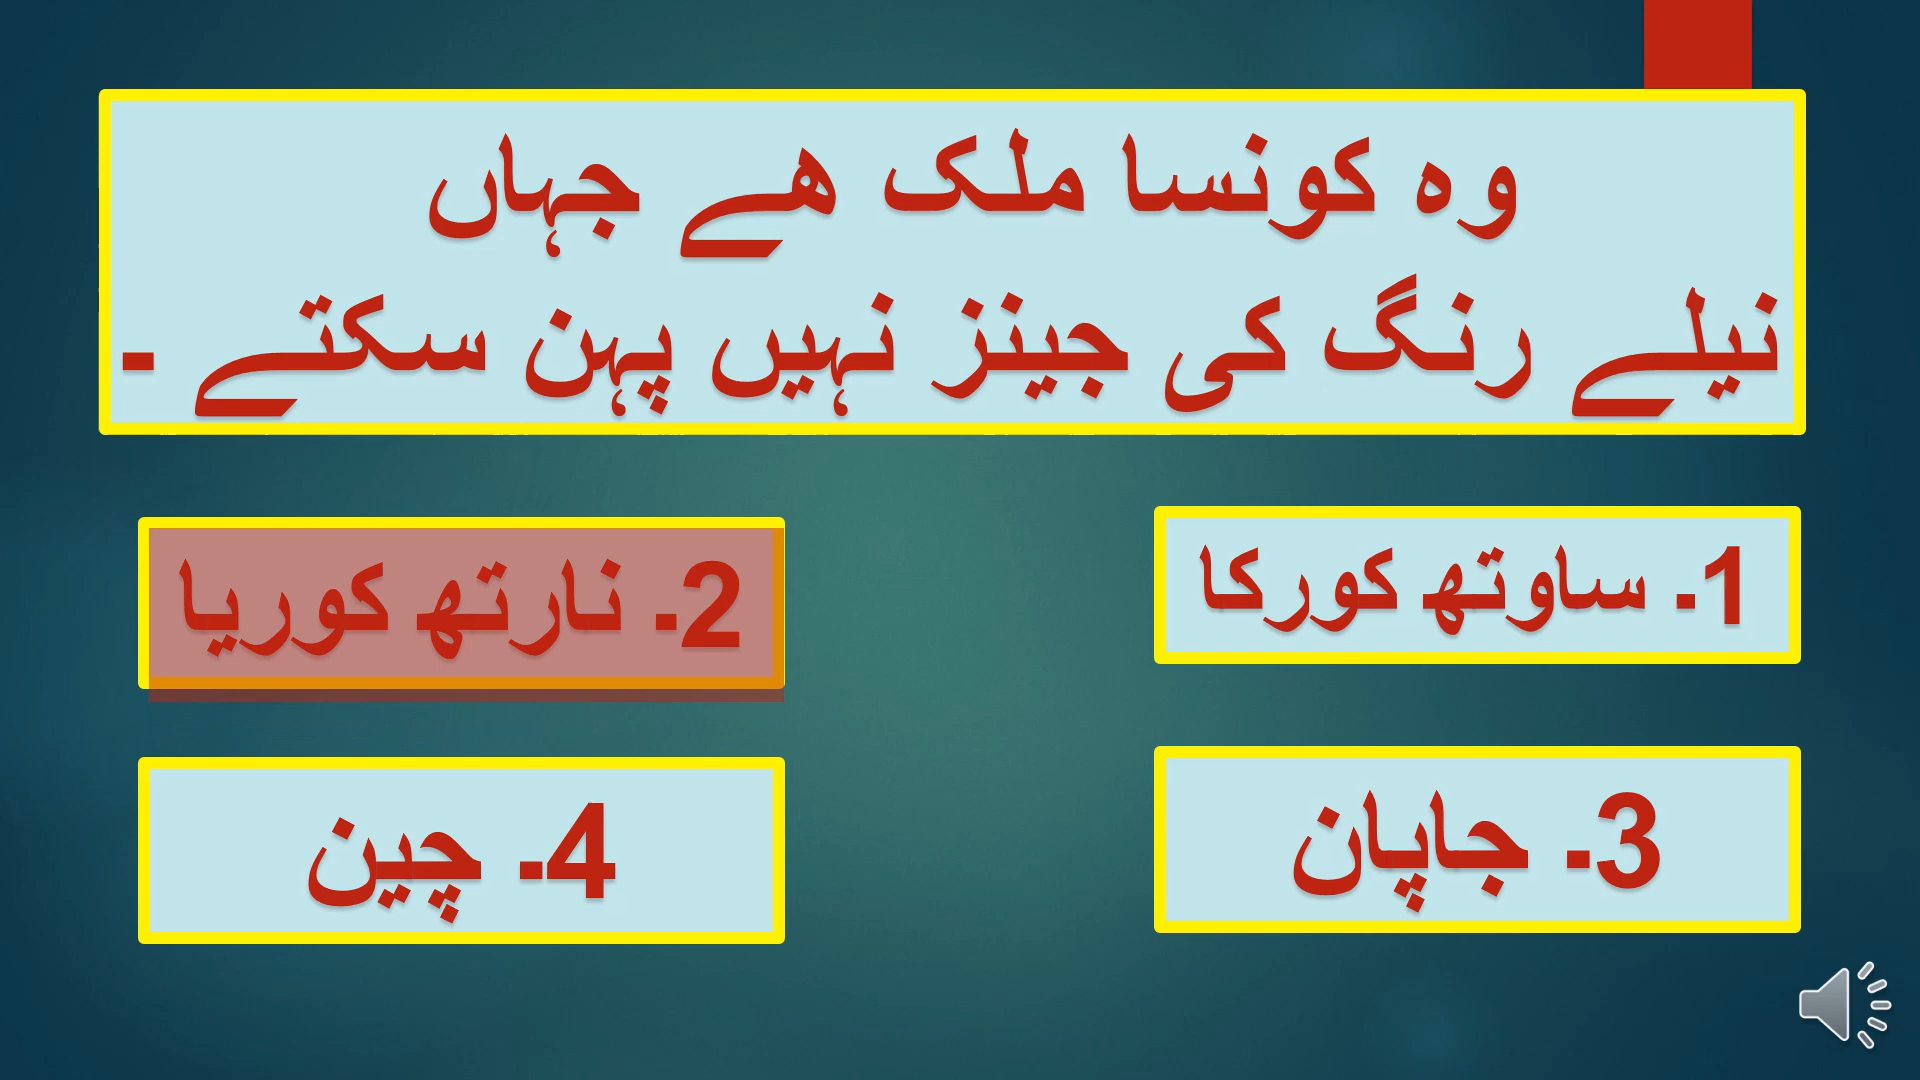 وہ کونسا ملک ھے جہاں
نیلے رنگ کی جینز نہیں پہن سکتے ۔
1۔ ساوتھ کورکا
2۔ نارتھ کوریا
3۔ جاپان
4۔ چین